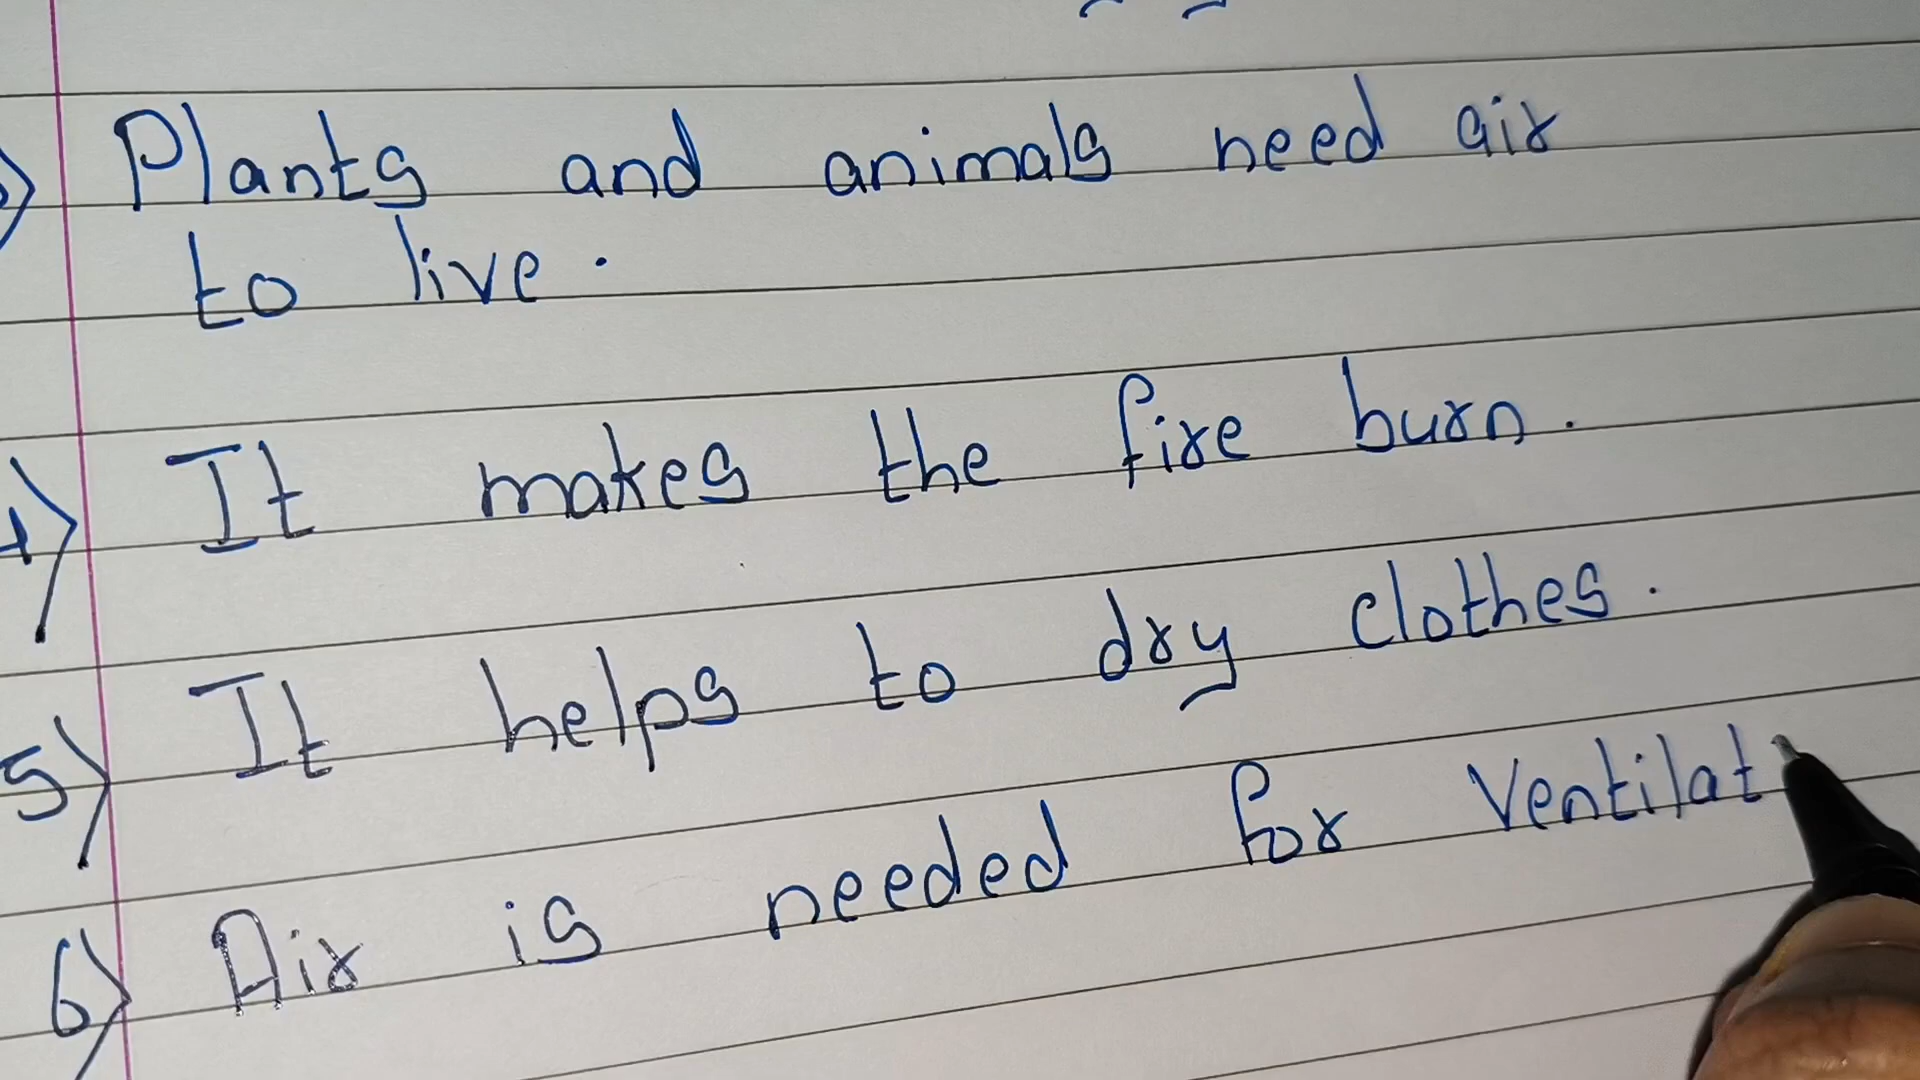 Plants and animals need air
to live.
4) It makes the fire burn.
5) It helps to dry clothes.
6) Air is needed for Ventilat